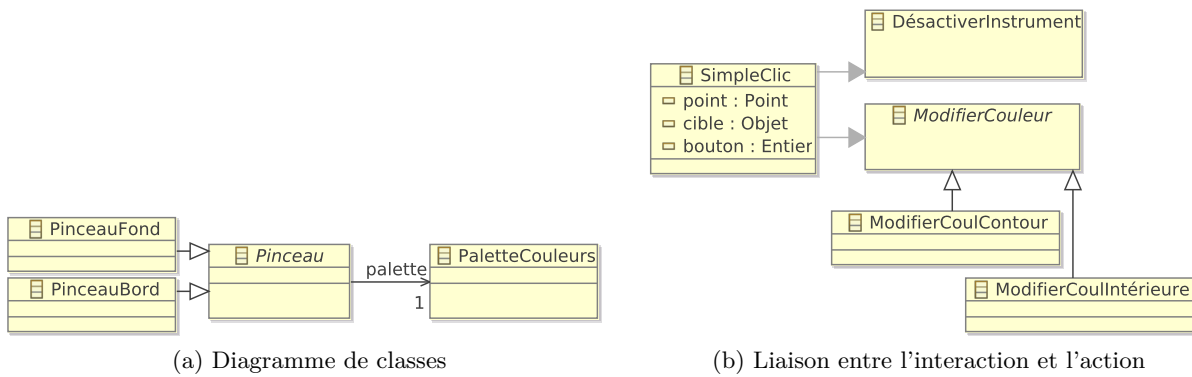 PinceauFond
PinceauBord
Pinceau
palette
1
PaletteCouleurs
(a) Diagramme de classes
SimpleClic
point : Point
cible : Objet
bouton : Entier
DésactiverInstrument
ModifierCouleur
ModifierCoulContour
ModifierCoulIntérieure
(b) Liaison entre l'interaction et l'action